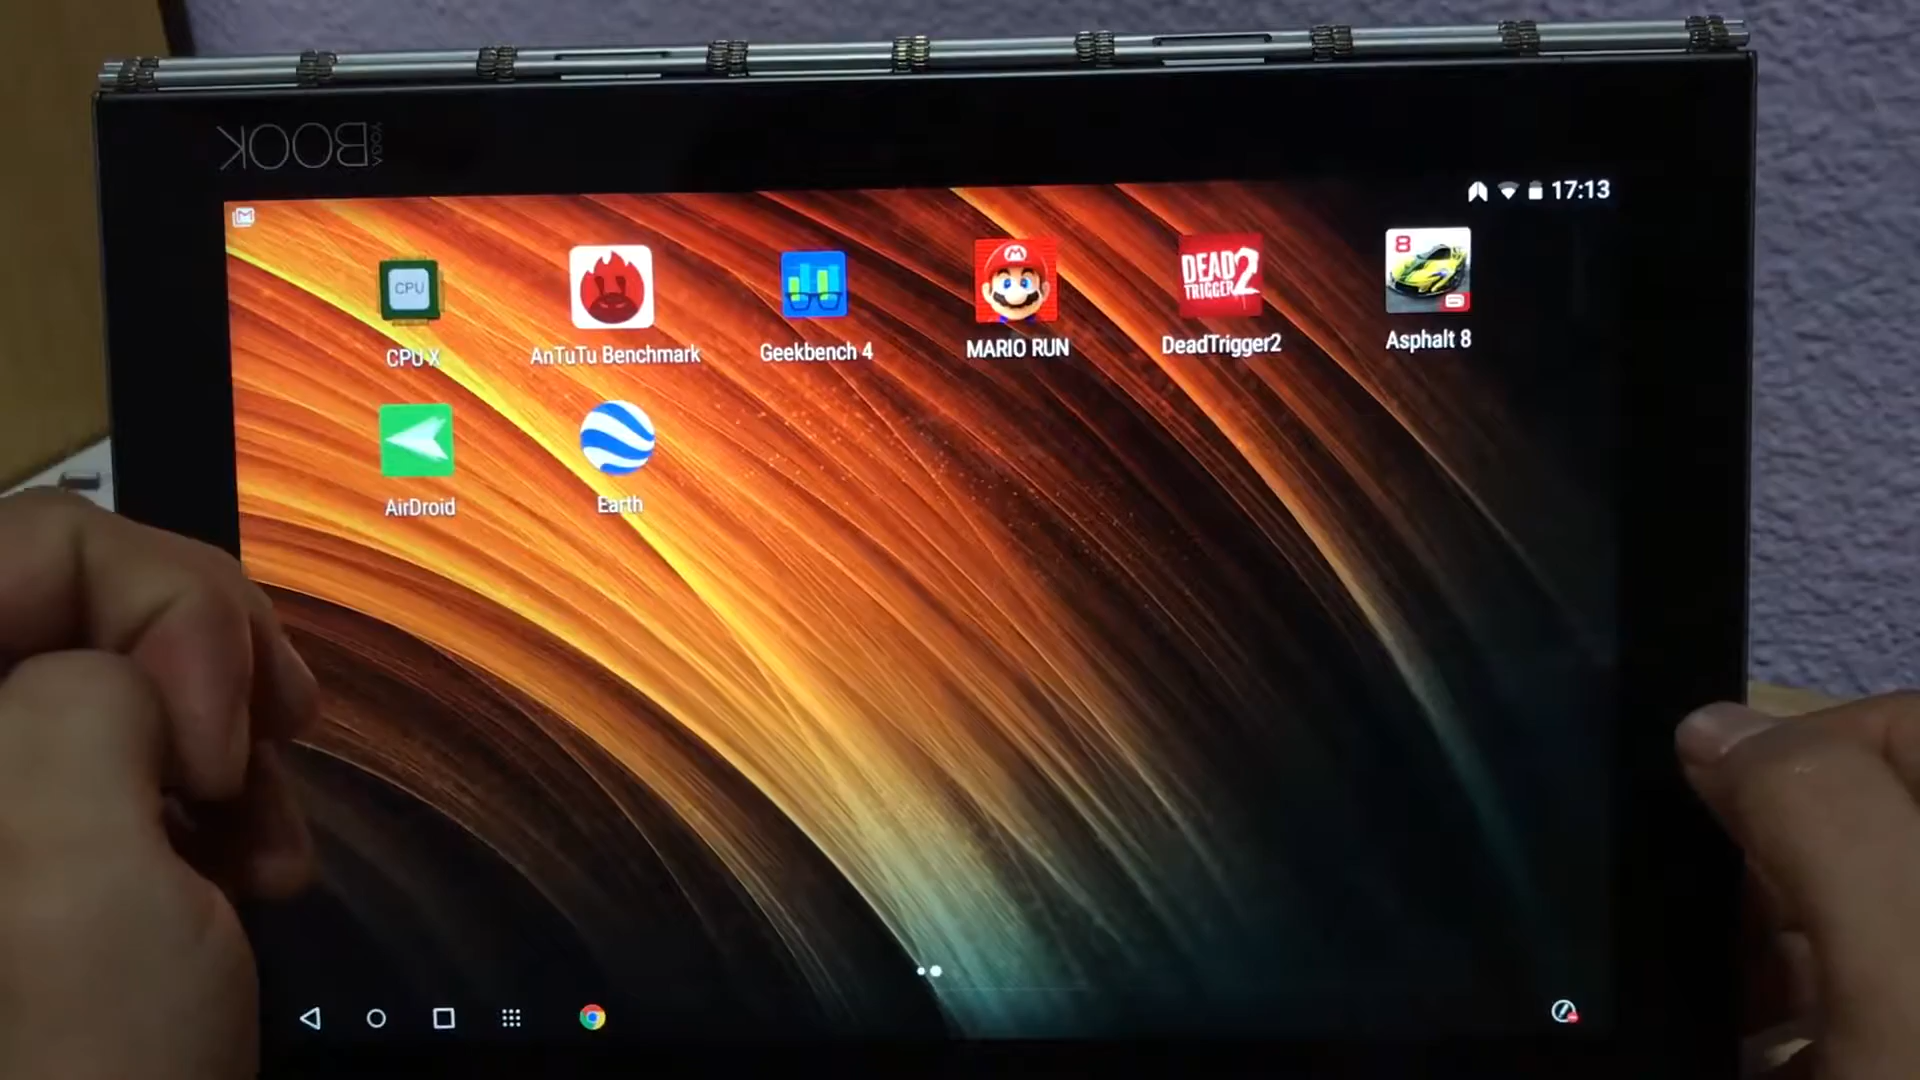 YOGA
BOOK
17:13
CPU
8
DEAD
TRIGGER 2
M
CPU X
AnTuTu Benchmark
Geekbench 4
MARIO RUN
DeadTrigger2
Asphalt 8
AirDroid
Earth